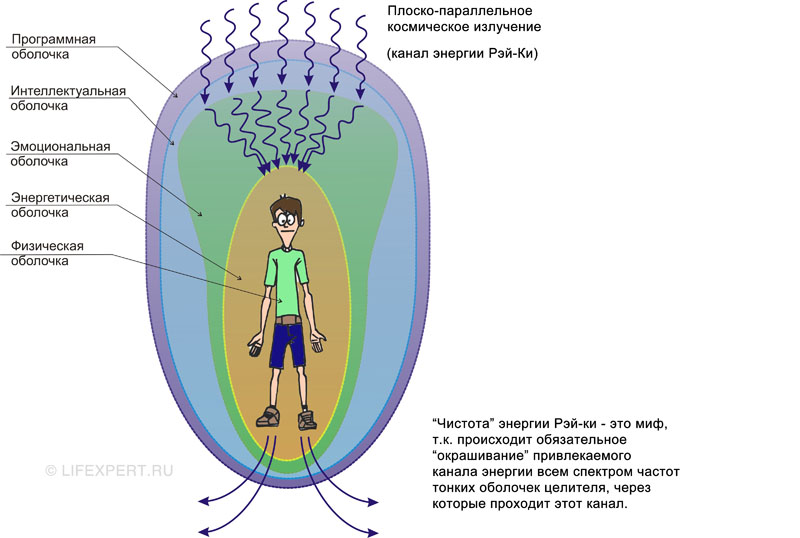 Плоско-параллельное
космическое излучение
(канал энергии Рэй-Ки)
Программная
оболочка
Интеллектуальная
оболочка
Эмоциональная
оболочка
Энергетическая
оболочка
Физическая
оболочка
“Чистота” энергии Рэй-ки - это миф,
т.к. происходит обязательное
“окрашивание” привлекаемого
канала энергии всем спектром частот
тонких оболочек целителя, через
которые проходит этот канал.
© LIFEXPERT.RU